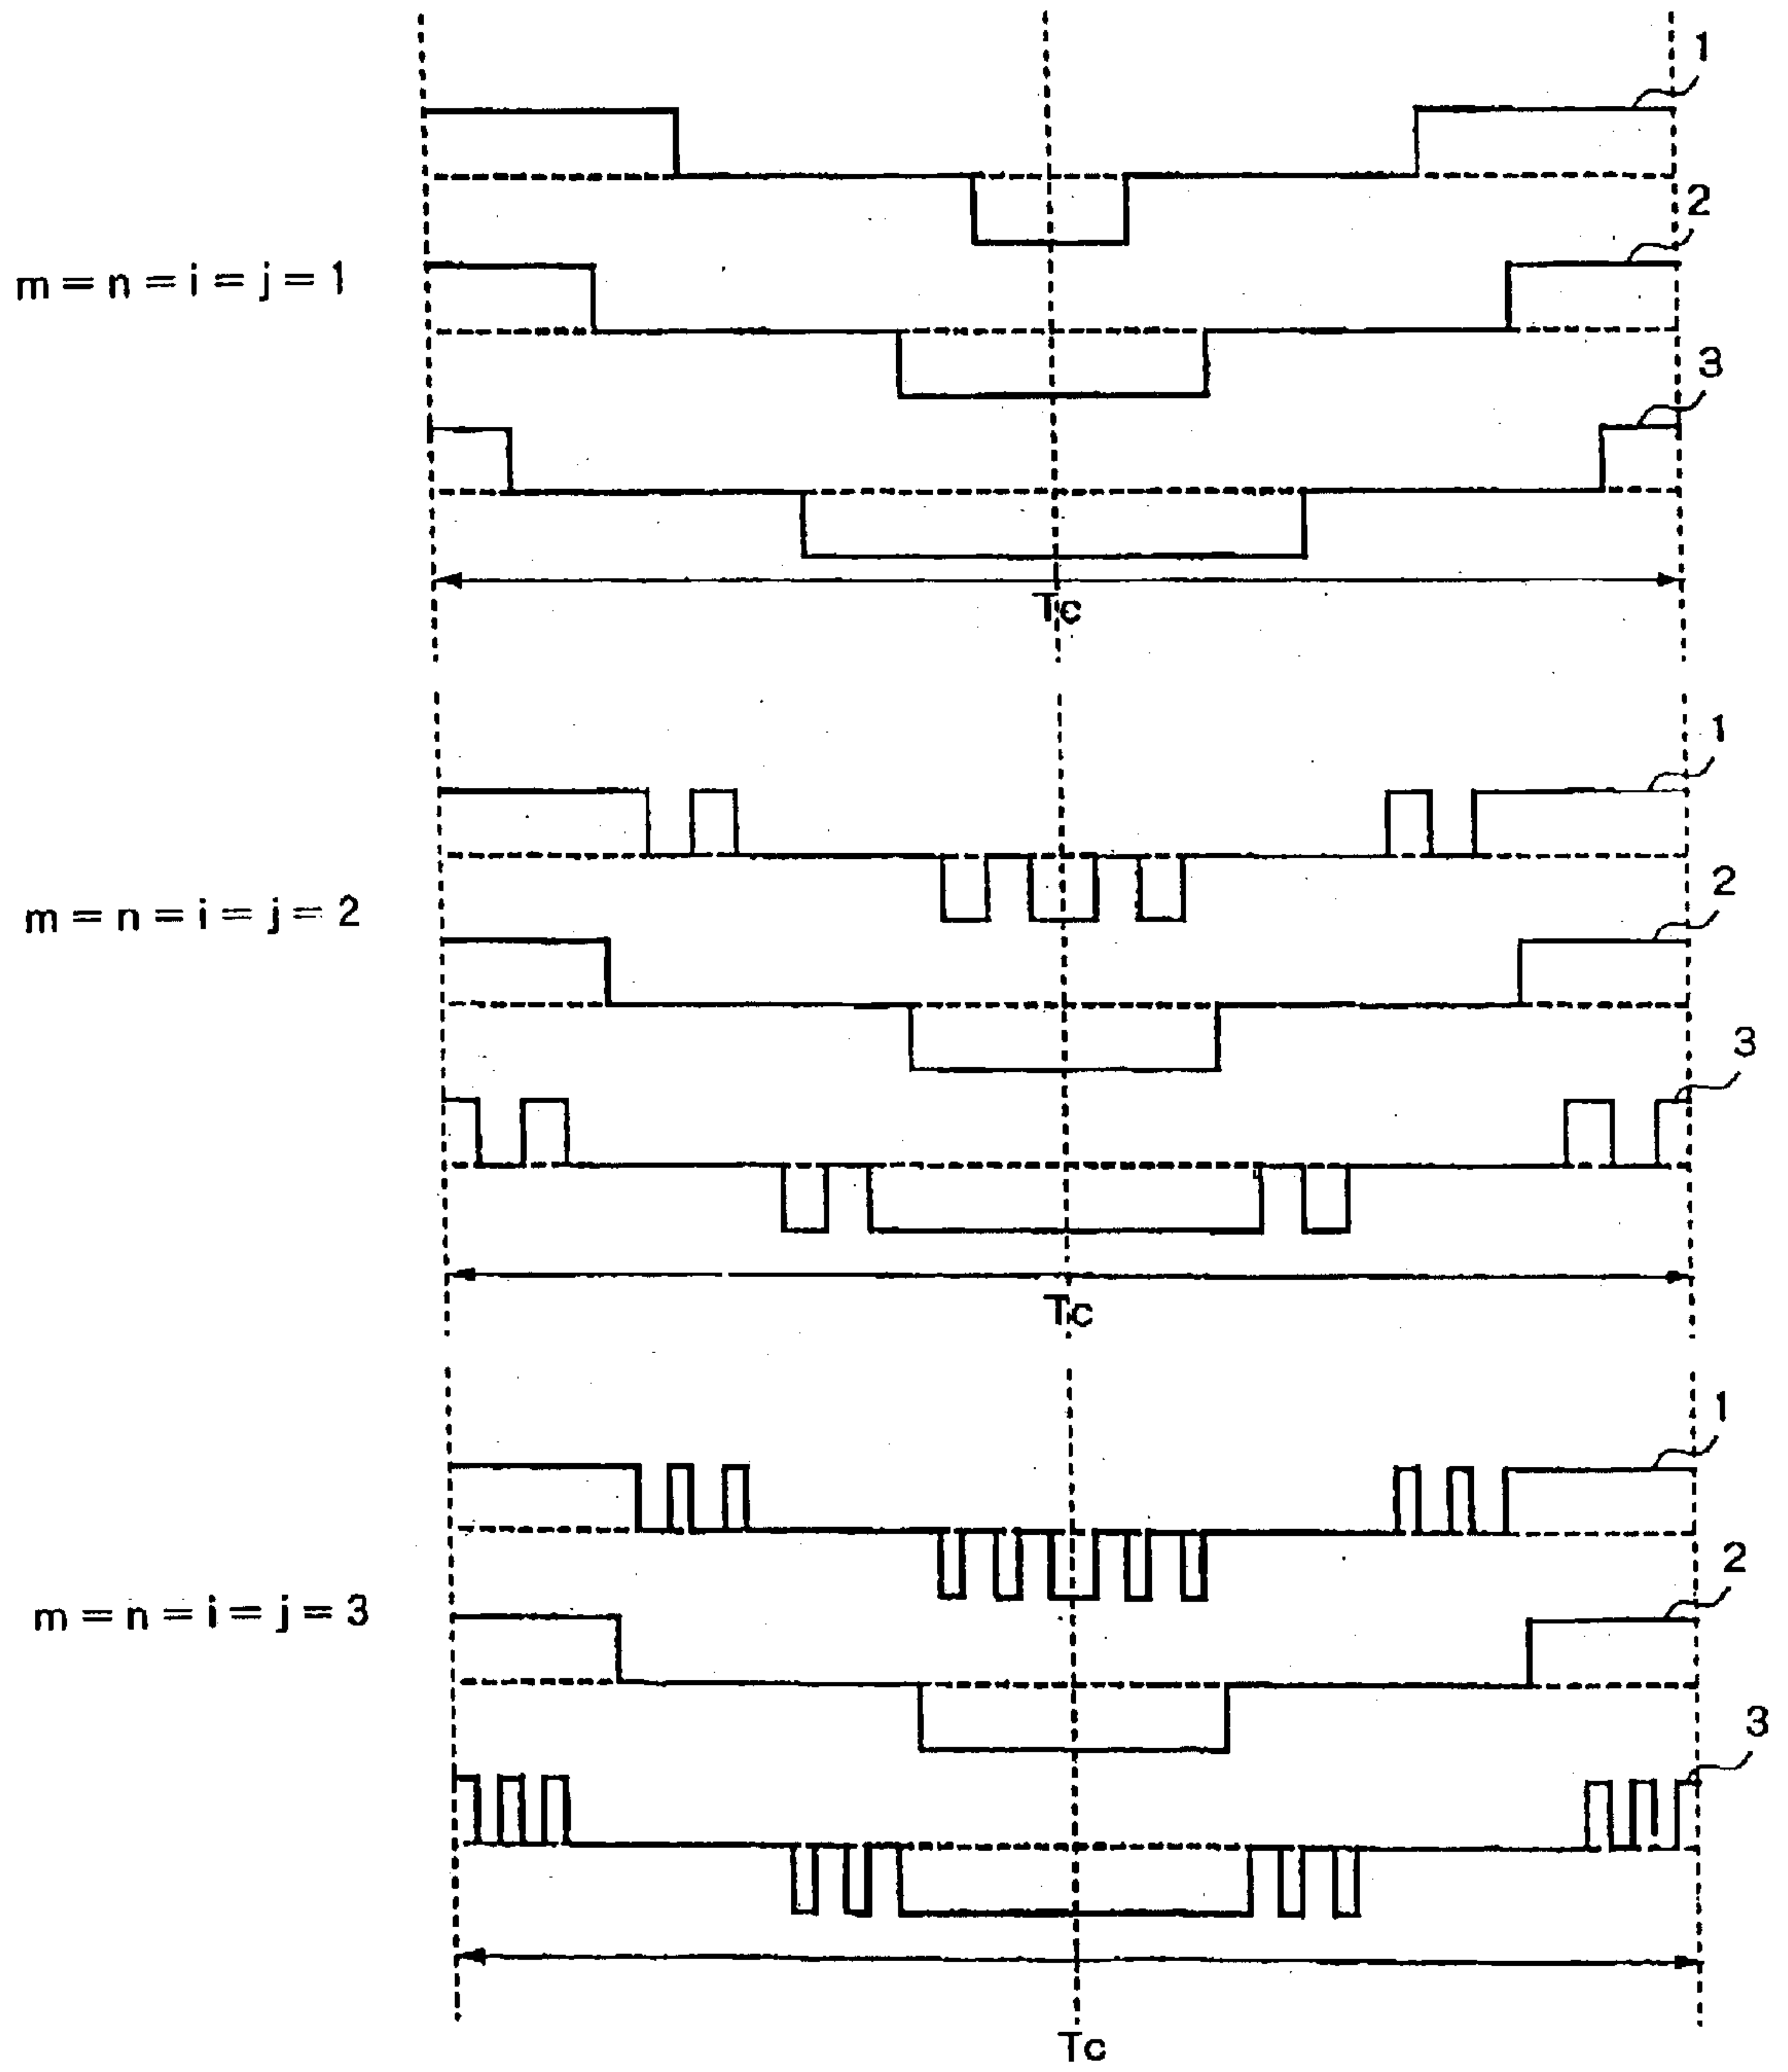 1
2
m = n = i = j = 1
3
Tc
1
2
m = n = i = j = 2
3
Tc
1
2
m = n = i = j = 3
3
Tc